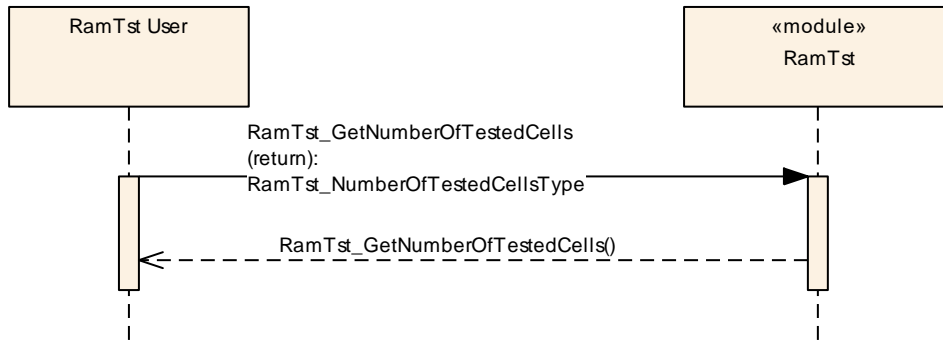 RamTst User
«module»
RamTst
RamTst_GetNumberOfTestedCells
(return):
RamTst_NumberOfTestedCellsType
RamTst_GetNumberOfTestedCells()